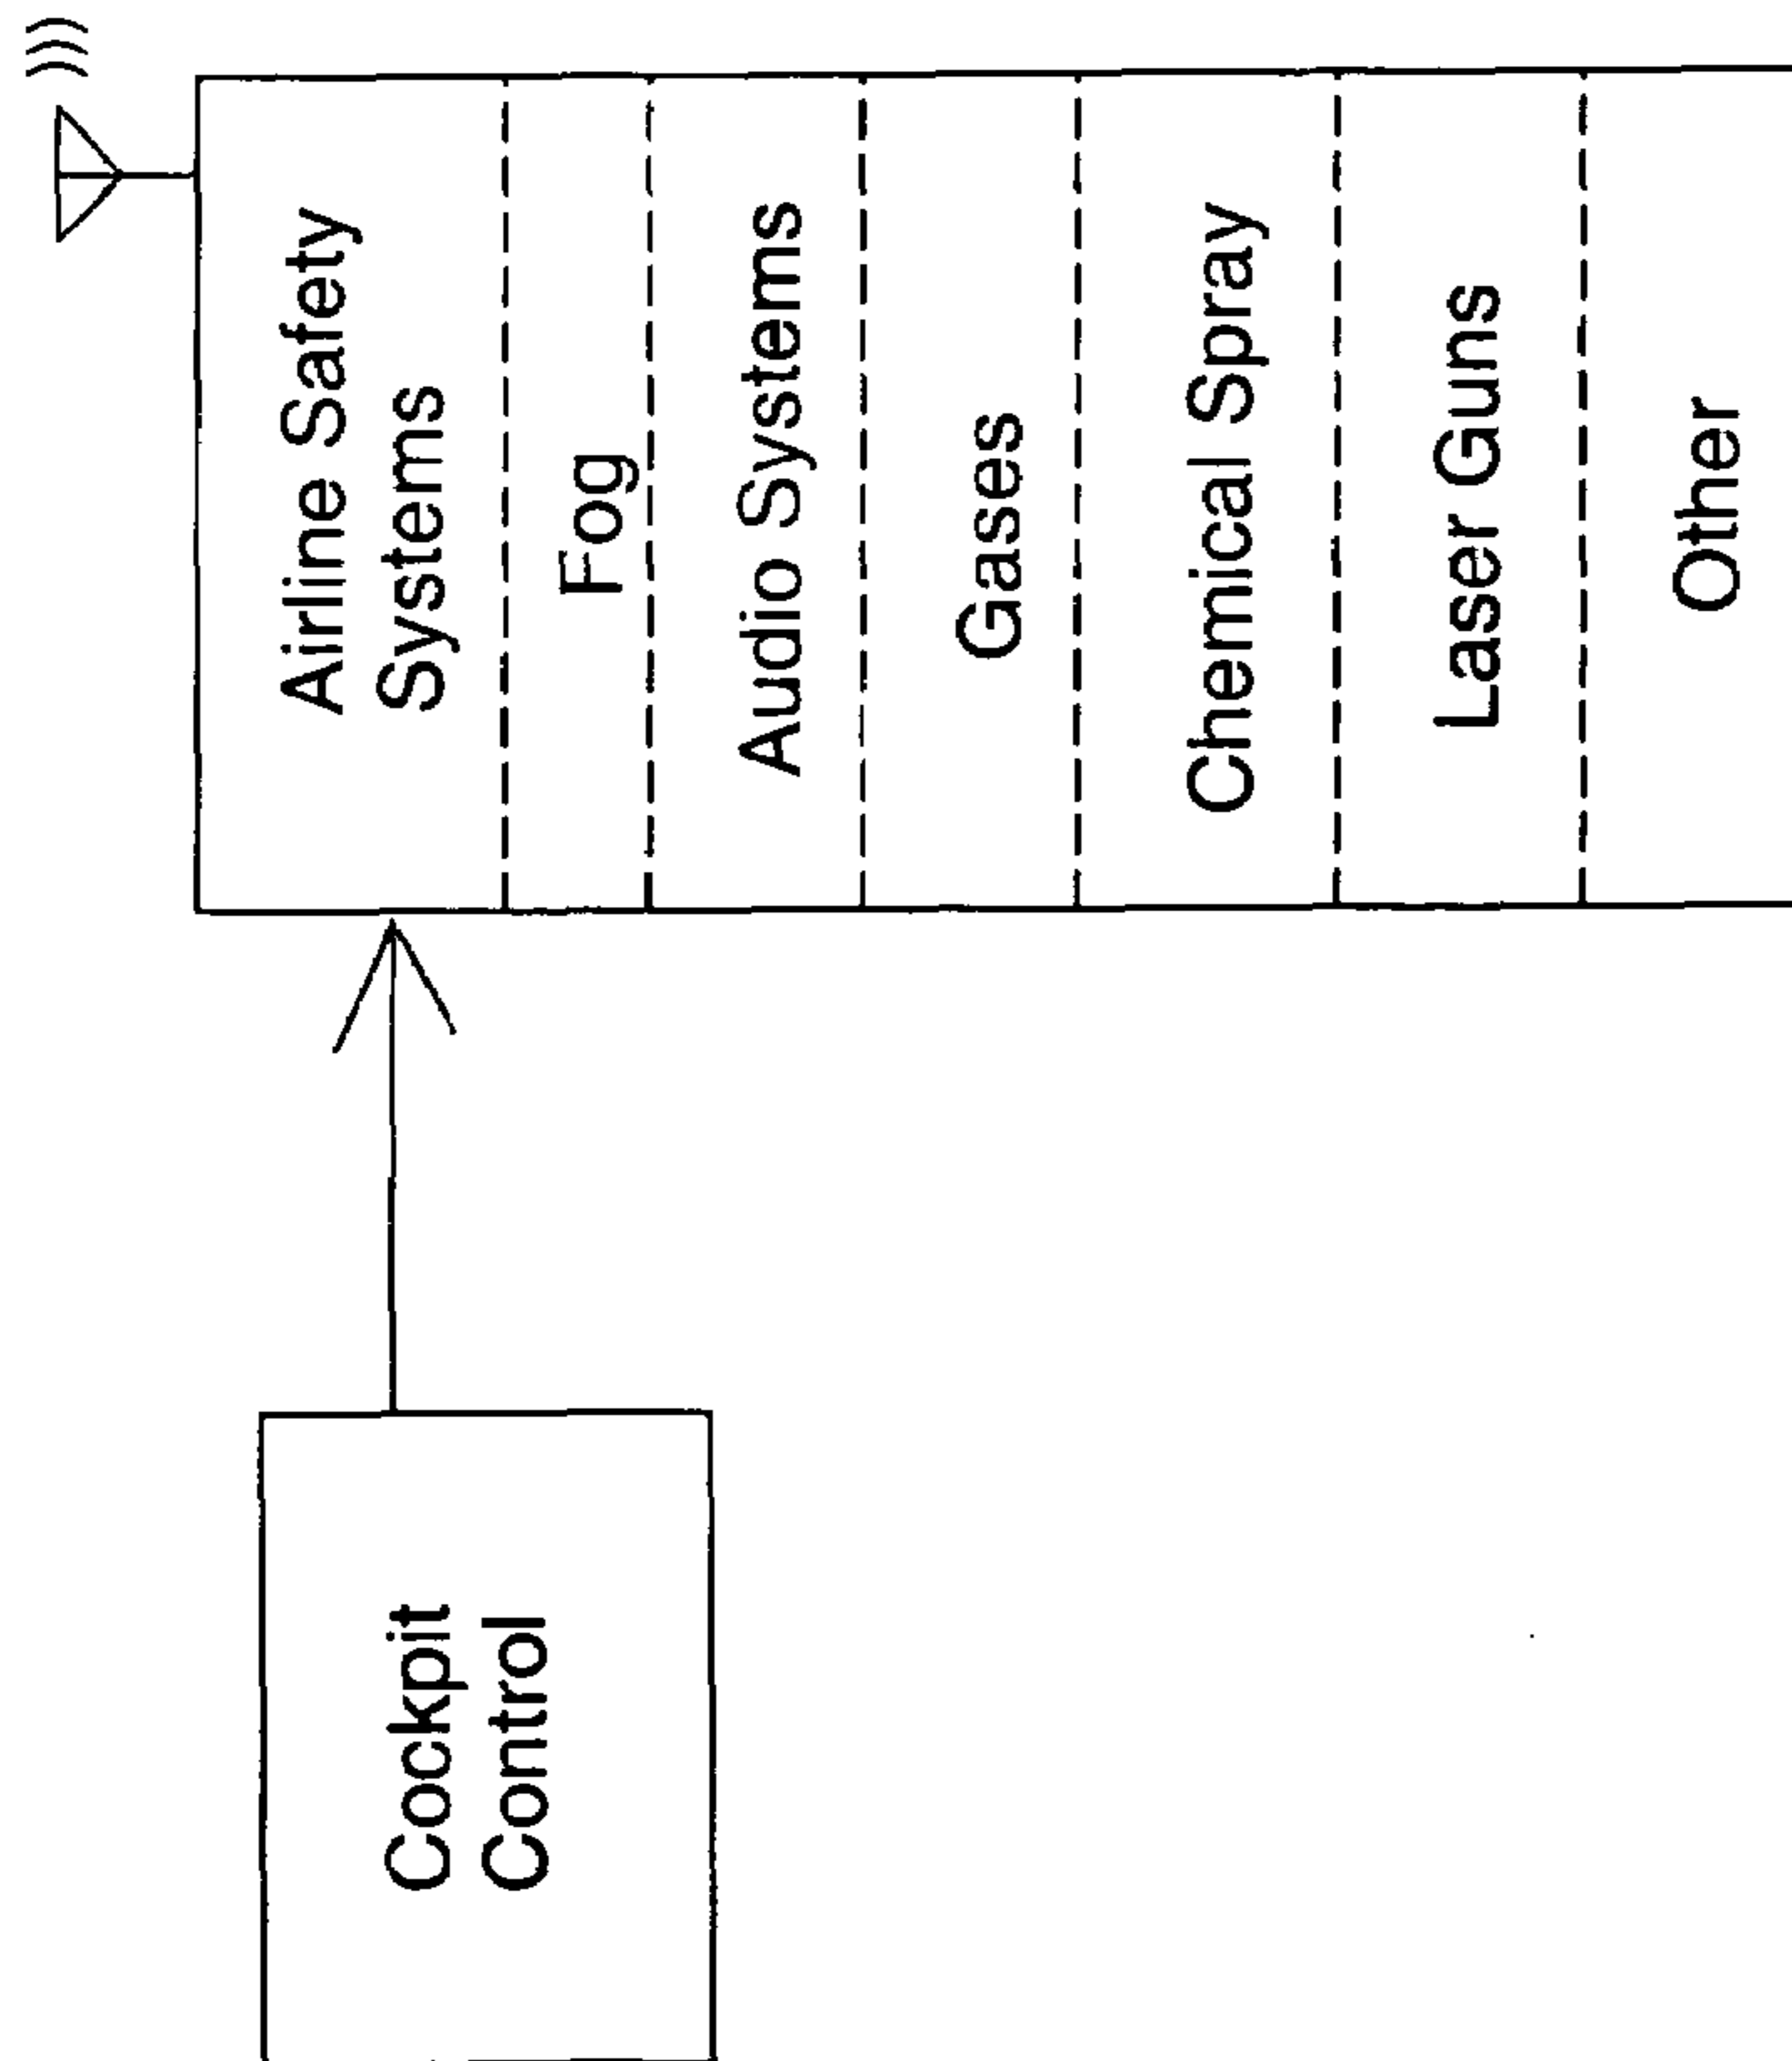 Cockpit
Control
Airline Safety
Systems
Fog
Audio Systems
Gases
Chemical Spray
Laser Guns
Other